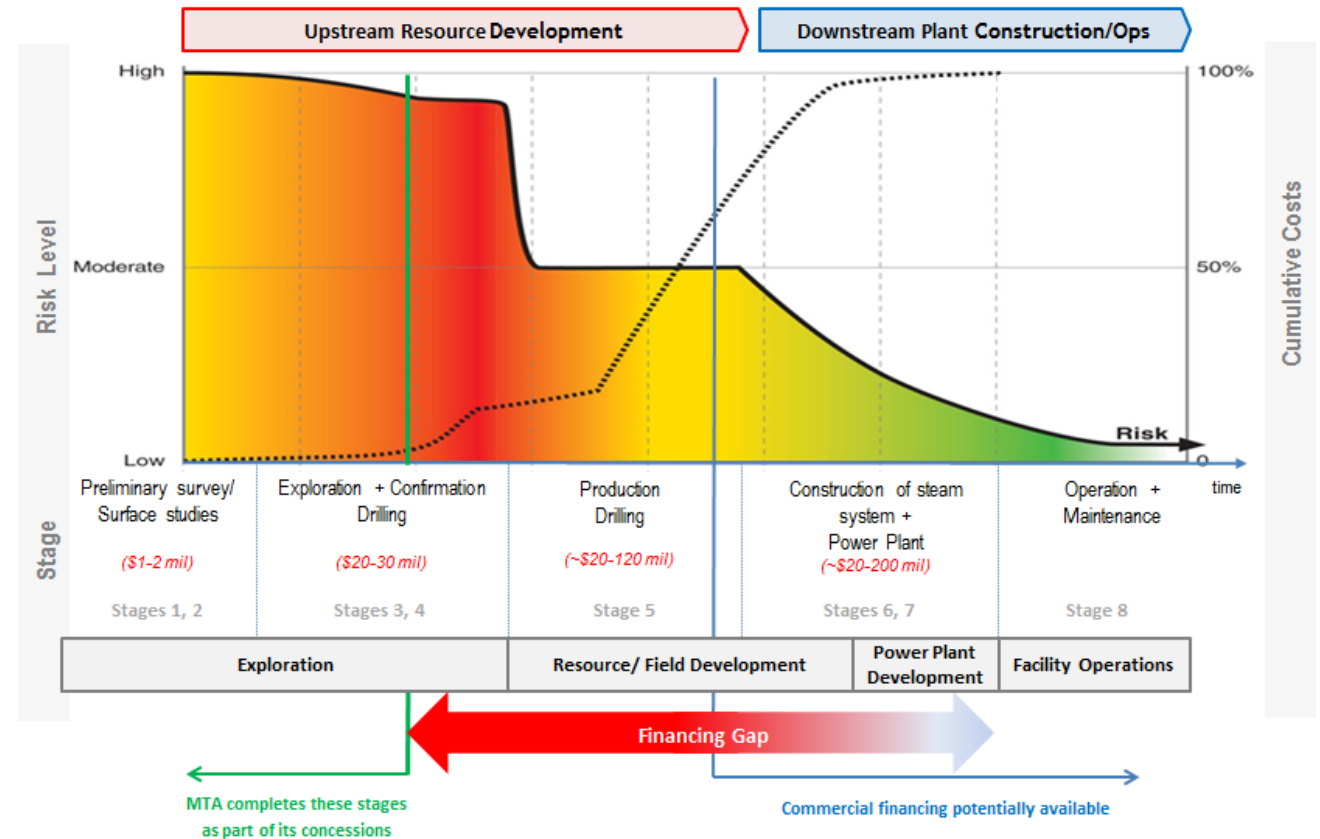 Upstream Resource Development
Downstream Plant Construction/Ops
High
100%
Risk Level
Moderate
50%
Cumulative Costs
Risk
Low
0
time
Stage
Preliminary survey/
Surface studies
($1-2 mil)
Stages 1, 2
Exploration + Confirmation
Drilling
($20-30 mil)
Stages 3, 4
Production
Drilling
(~$20-120 mil)
Stage 5
Construction of steam
system +
Power Plant
(~$20-200 mil)
Stages 6, 7
Operation +
Maintenance
Stage 8
Exploration
Resource/ Field Development
Power Plant
Development
Facility Operations
Financing Gap
MTA completes these stages
as part of its concessions
Commercial financing potentially available